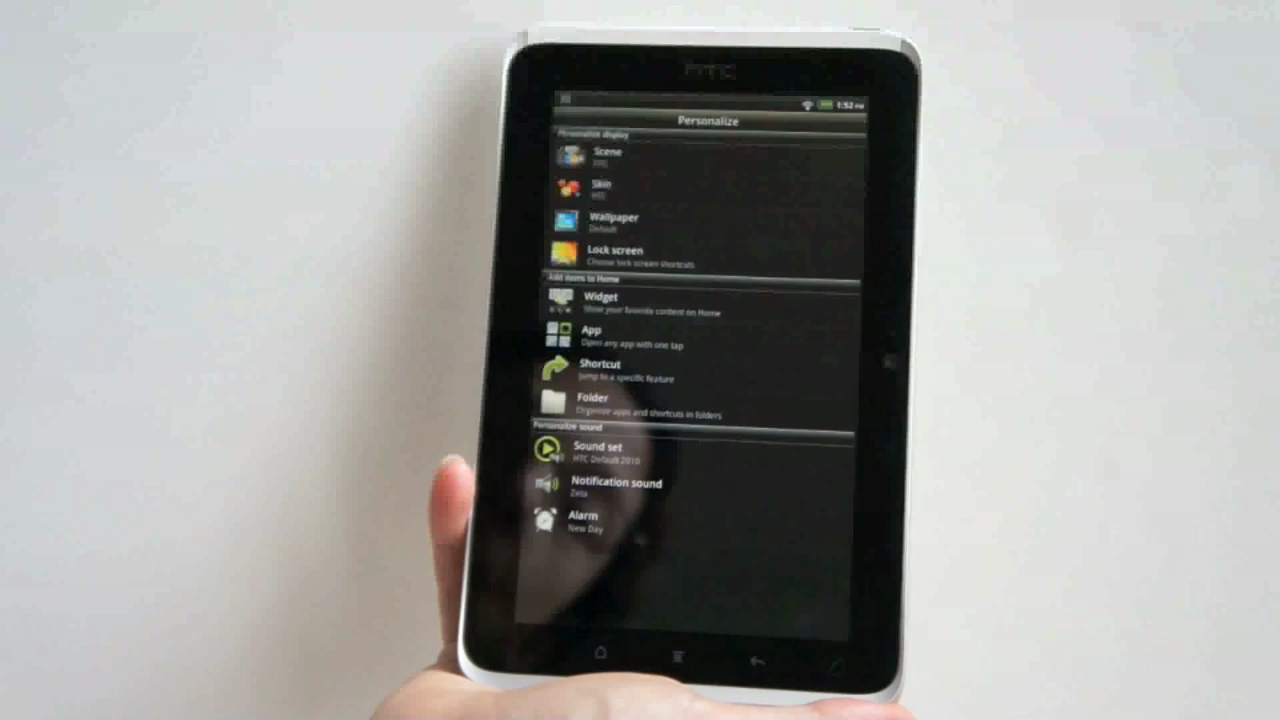 hTC
1:52 PM
Personalize
Personalize display
Scene
HTC
Skin
HTC
Wallpaper
Default
Lock screen
Choose lock screen shortcuts
Add items to Home
Widget
Show your favorite content on Home
App
Open any app with one tap
Shortcut
Jump to a specific feature
Folder
Organize apps and shortcuts in folders
Personalize sound
Sound set
HTC Default 2010
Notification sound
Zeta
Alarm
New Day